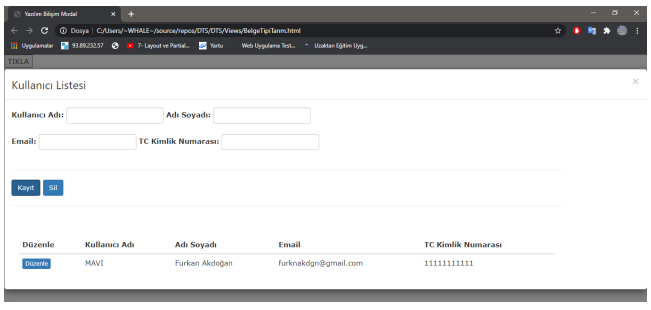 Yazılım Bilişim Modal
Dosya | C:/Users/~WHALE~/source/repos/DTS/DTS/Views/BelgeTipiTanm.html
Uygulamalar 93.89.232.57 7- Layout ve Partial... Yortu Web Uygulama Test... Uzaktan Eğitim Uyg...
TIKLA
Kullanıcı Listesi ×
Kullanıcı Adı: Adı Soyadı:
Email: TC Kimlik Numarası:
Kayıt Sil
Düzenle Kullanıcı Adı Adı Soyadı Email TC Kimlik Numarası
Düzenle MAVI Furkan Akdoğan furknakdgn@gmail.com 11111111111